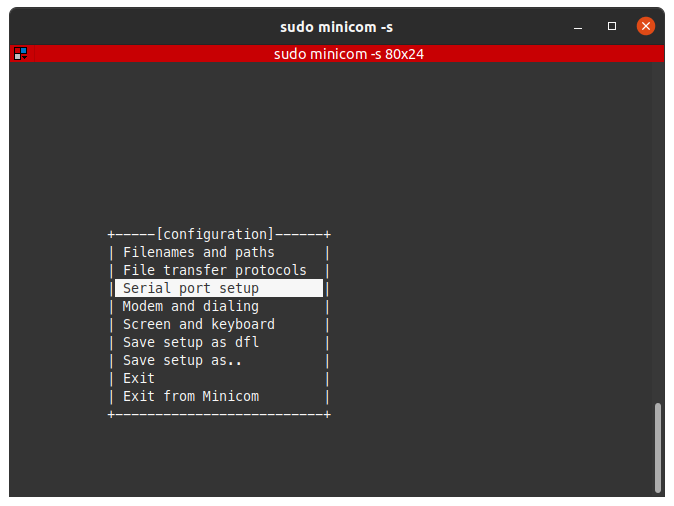 sudo minicom -s
sudo minicom -s 80x24
+-----[configuration]------+
| Filenames and paths      |
| File transfer protocols  |
| Serial port setup        |
| Modem and dialing        |
| Screen and keyboard      |
| Save setup as dfl        |
| Save setup as..          |
| Exit                     |
| Exit from Minicom        |
+--------------------------+